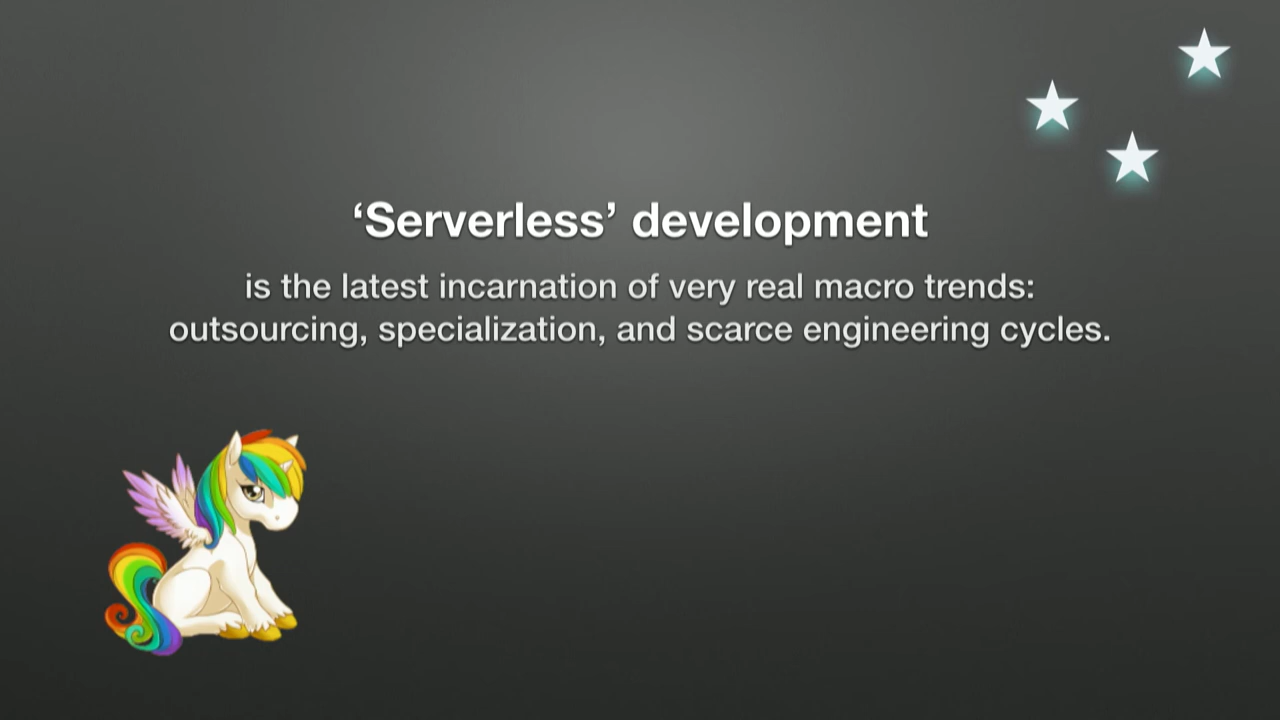 ‘Serverless’ development
is the latest incarnation of very real macro trends:
outsourcing, specialization, and scarce engineering cycles.